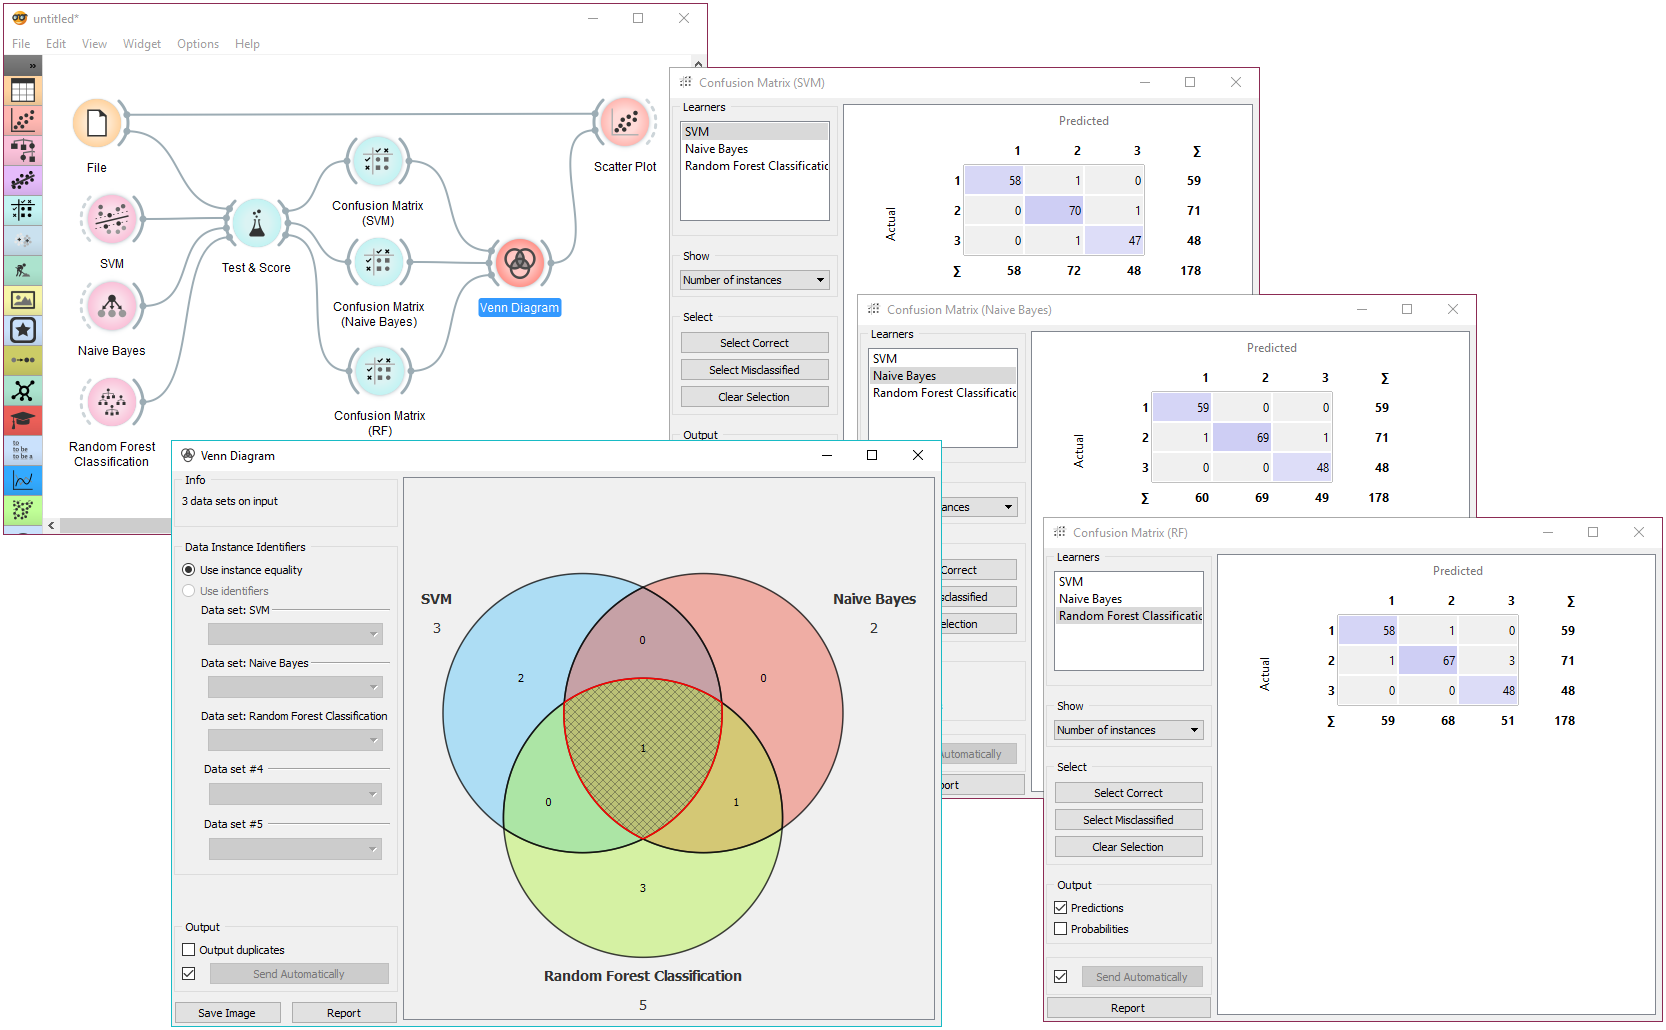 untitled*
File Edit View Widget Options Help
»
File
SVM
Naive Bayes
Random Forest
Classification
Test & Score
Confusion Matrix
(SVM)
Confusion Matrix
(Naive Bayes)
Confusion Matrix
(RF)
Venn Diagram
Scatter Plot
to
to be
to be a
Confusion Matrix (SVM)
Learners
SVM
Naive Bayes
Random Forest Classificatic
Show
Number of instances
Select
Select Correct
Select Misclassified
Clear Selection
Output
Predicted
Actual
1 2 3 Σ
1 58 1 0 59
2 0 70 1 71
3 0 1 47 48
Σ 58 72 48 178
Confusion Matrix (Naive Bayes)
Learners
SVM
Naive Bayes
Random Forest Classificatic
ances
Correct
sclassified
election
utomatically
port
Predicted
Actual
1 2 3 Σ
1 59 0 0 59
2 1 69 1 71
3 0 0 48 48
Σ 60 69 49 178
Confusion Matrix (RF)
Learners
SVM
Naive Bayes
Random Forest Classificatic
Show
Number of instances
Select
Select Correct
Select Misclassified
Clear Selection
Output
Predictions
Probabilities
Send Automatically
Report
Predicted
Actual
1 2 3 Σ
1 58 1 0 59
2 1 67 3 71
3 0 0 48 48
Σ 59 68 51 178
Venn Diagram
Info
3 data sets on input
Data Instance Identifiers
Use instance equality
Use identifiers
Data set: SVM
Data set: Naive Bayes
Data set: Random Forest Classification
Data set #4
Data set #5
Output
Output duplicates
Send Automatically
Save Image Report
SVM
3
Naive Bayes
2
0
2
0
1
0
1
3
Random Forest Classification
5